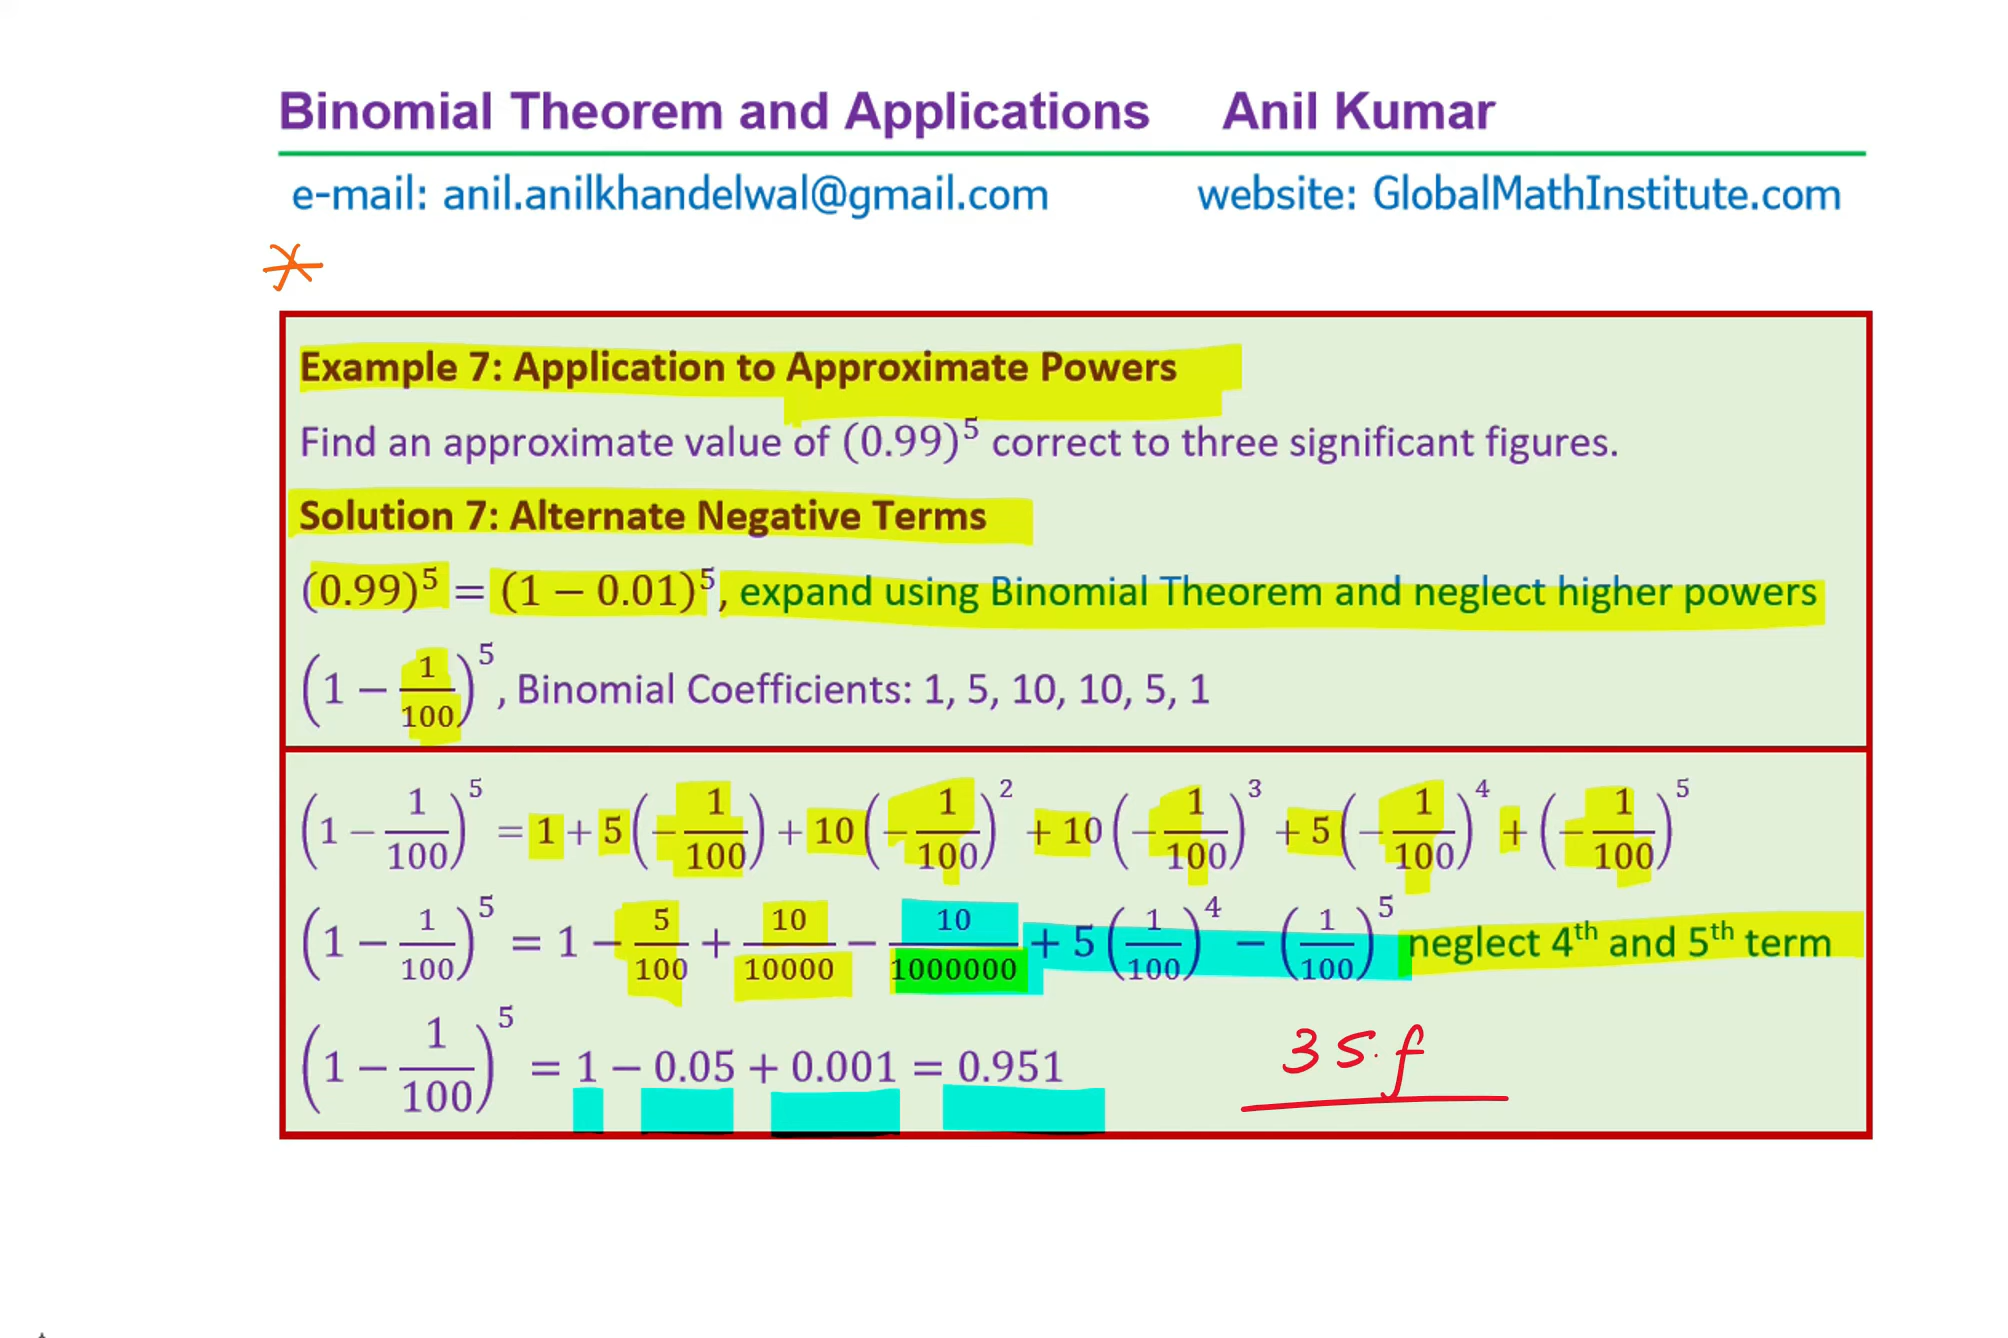 Binomial Theorem and Applications Anil Kumar
e-mail: anil.anilkhandelwal@gmail.com website: GlobalMathInstitute.com
Example 7: Application to Approximate Powers
Find an approximate value of (0.99)⁵ correct to three significant figures.
Solution 7: Alternate Negative Terms
(0.99)⁵ = (1 − 0.01)⁵, expand using Binomial Theorem and neglect higher powers
(1 − 1/100)⁵, Binomial Coefficients: 1, 5, 10, 10, 5, 1
(1 − 1/100)⁵ = 1 + 5(−1/100) + 10(−1/100)² + 10(−1/100)³ + 5(−1/100)⁴ + (−1/100)⁵
(1 − 1/100)⁵ = 1 − 5/100 + 10/10000 − 10/1000000 + 5(1/100)⁴ − (1/100)⁵ neglect 4ᵗʰ and 5ᵗʰ term
(1 − 1/100)⁵ = 1 − 0.05 + 0.001 = 0.951
3 S.f